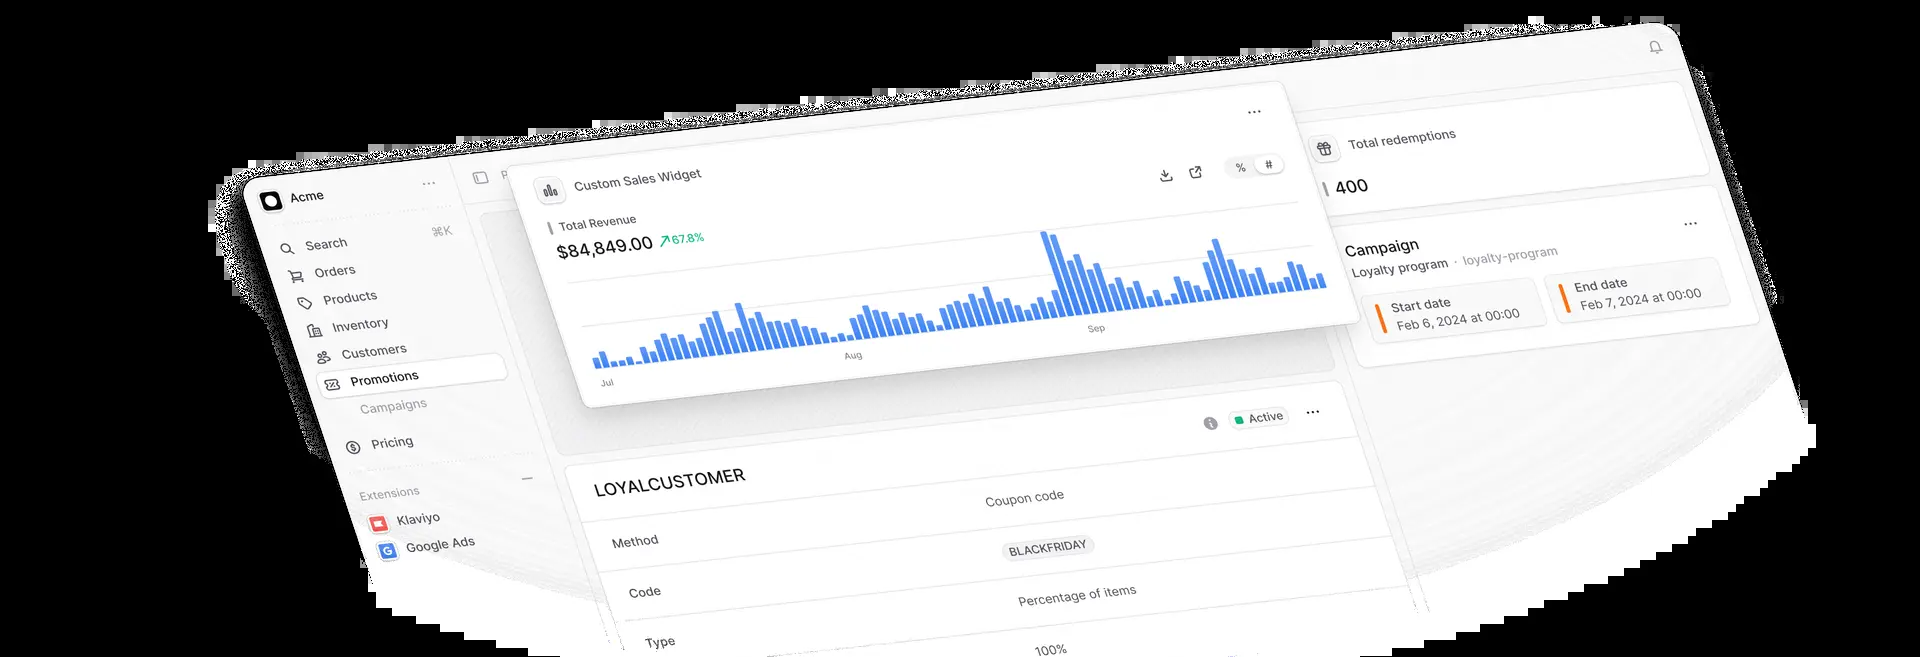 Acme
Search
⌘K
Orders
Products
Inventory
Customers
Promotions
Campaigns
Pricing
Extensions
Klaviyo
Google Ads
Custom Sales Widget
Total Revenue
$84,849.00
67.8%
%
#
Jul
Aug
Sep
Total redemptions
400
Campaign
Loyalty program · loyalty-program
Start date
Feb 6, 2024 at 00:00
End date
Feb 7, 2024 at 00:00
LOYALCUSTOMER
Active
Method
Coupon code
Code
BLACKFRIDAY
Type
Percentage of items
100%